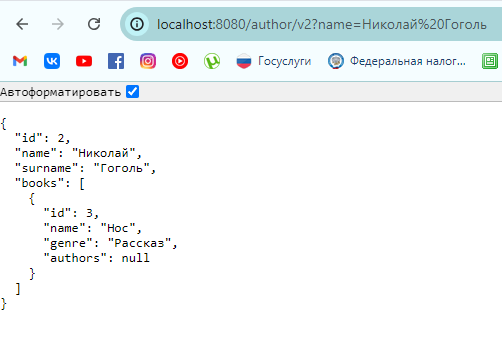 localhost:8080/author/v2?name=Николай%20Гоголь
Госуслуги Федеральная налог...
Автоформатировать
{
  "id": 2,
  "name": "Николай",
  "surname": "Гоголь",
  "books": [
    {
      "id": 3,
      "name": "Нос",
      "genre": "Рассказ",
      "authors": null
    }
  ]
}